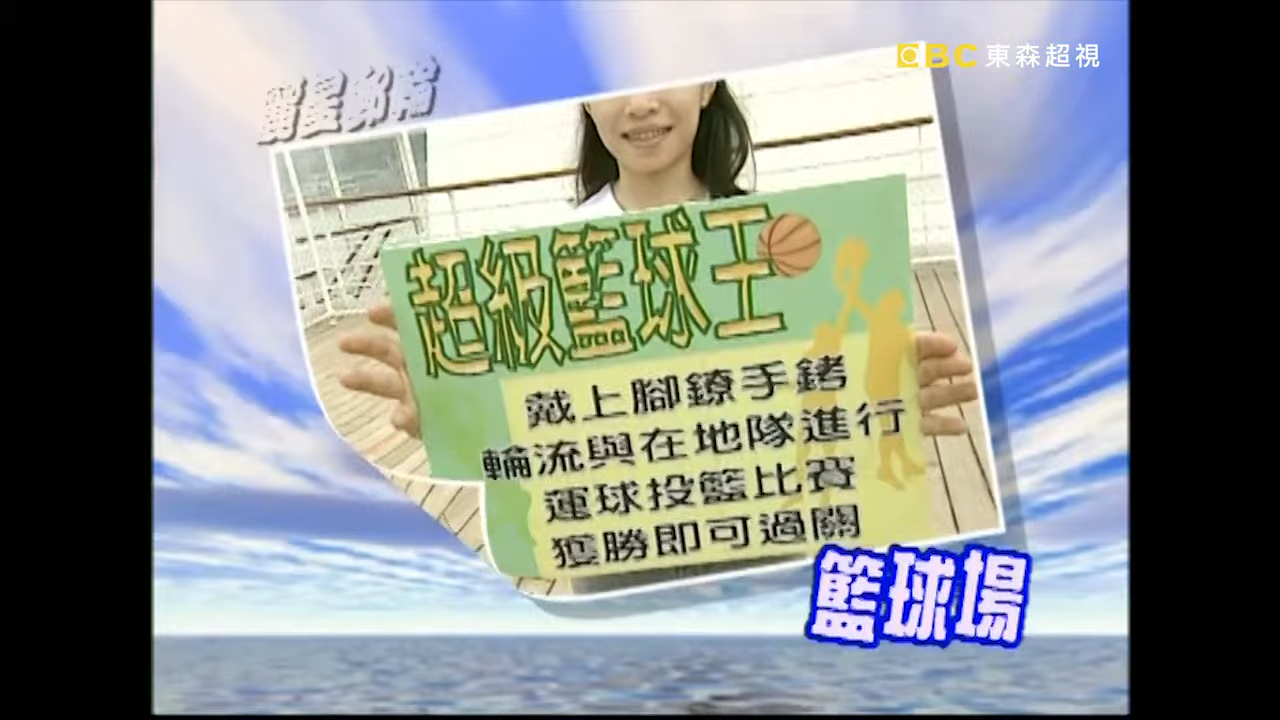 EBC 東森超視
超級籃球王
戴上腳鐐手銬
輪流與在地隊進行
運球投籃比賽
獲勝即可過關
籃球場